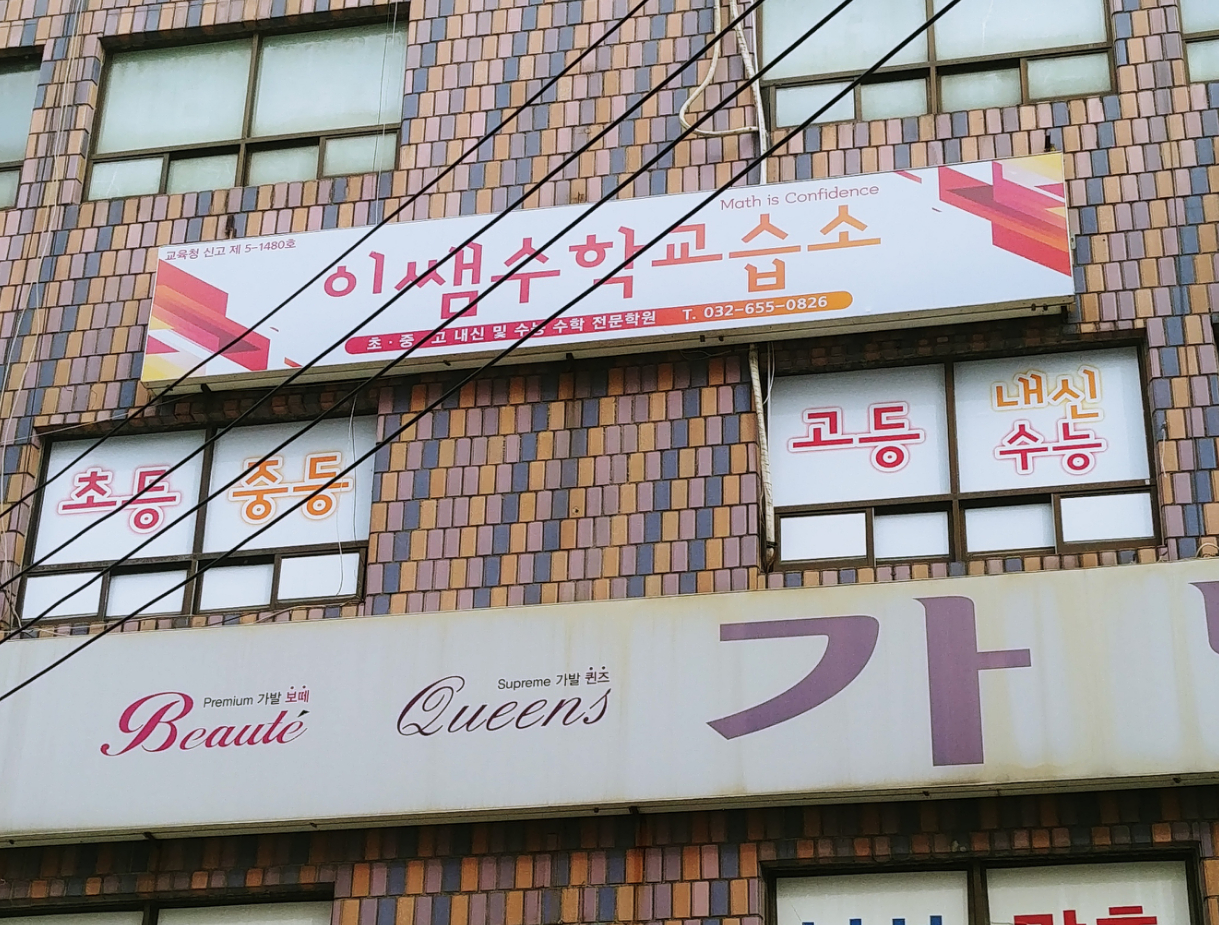 교육청 신고 제 5-1480호
Math is Confidence
이쌤수학교습소
초·중·고 내신 및 수능 수학 전문학원 T. 032-655-0826
초등 중등
고등
내신
수능
Premium 가발 보떼
Beauté
Supreme 가발 퀸즈
Queens
가